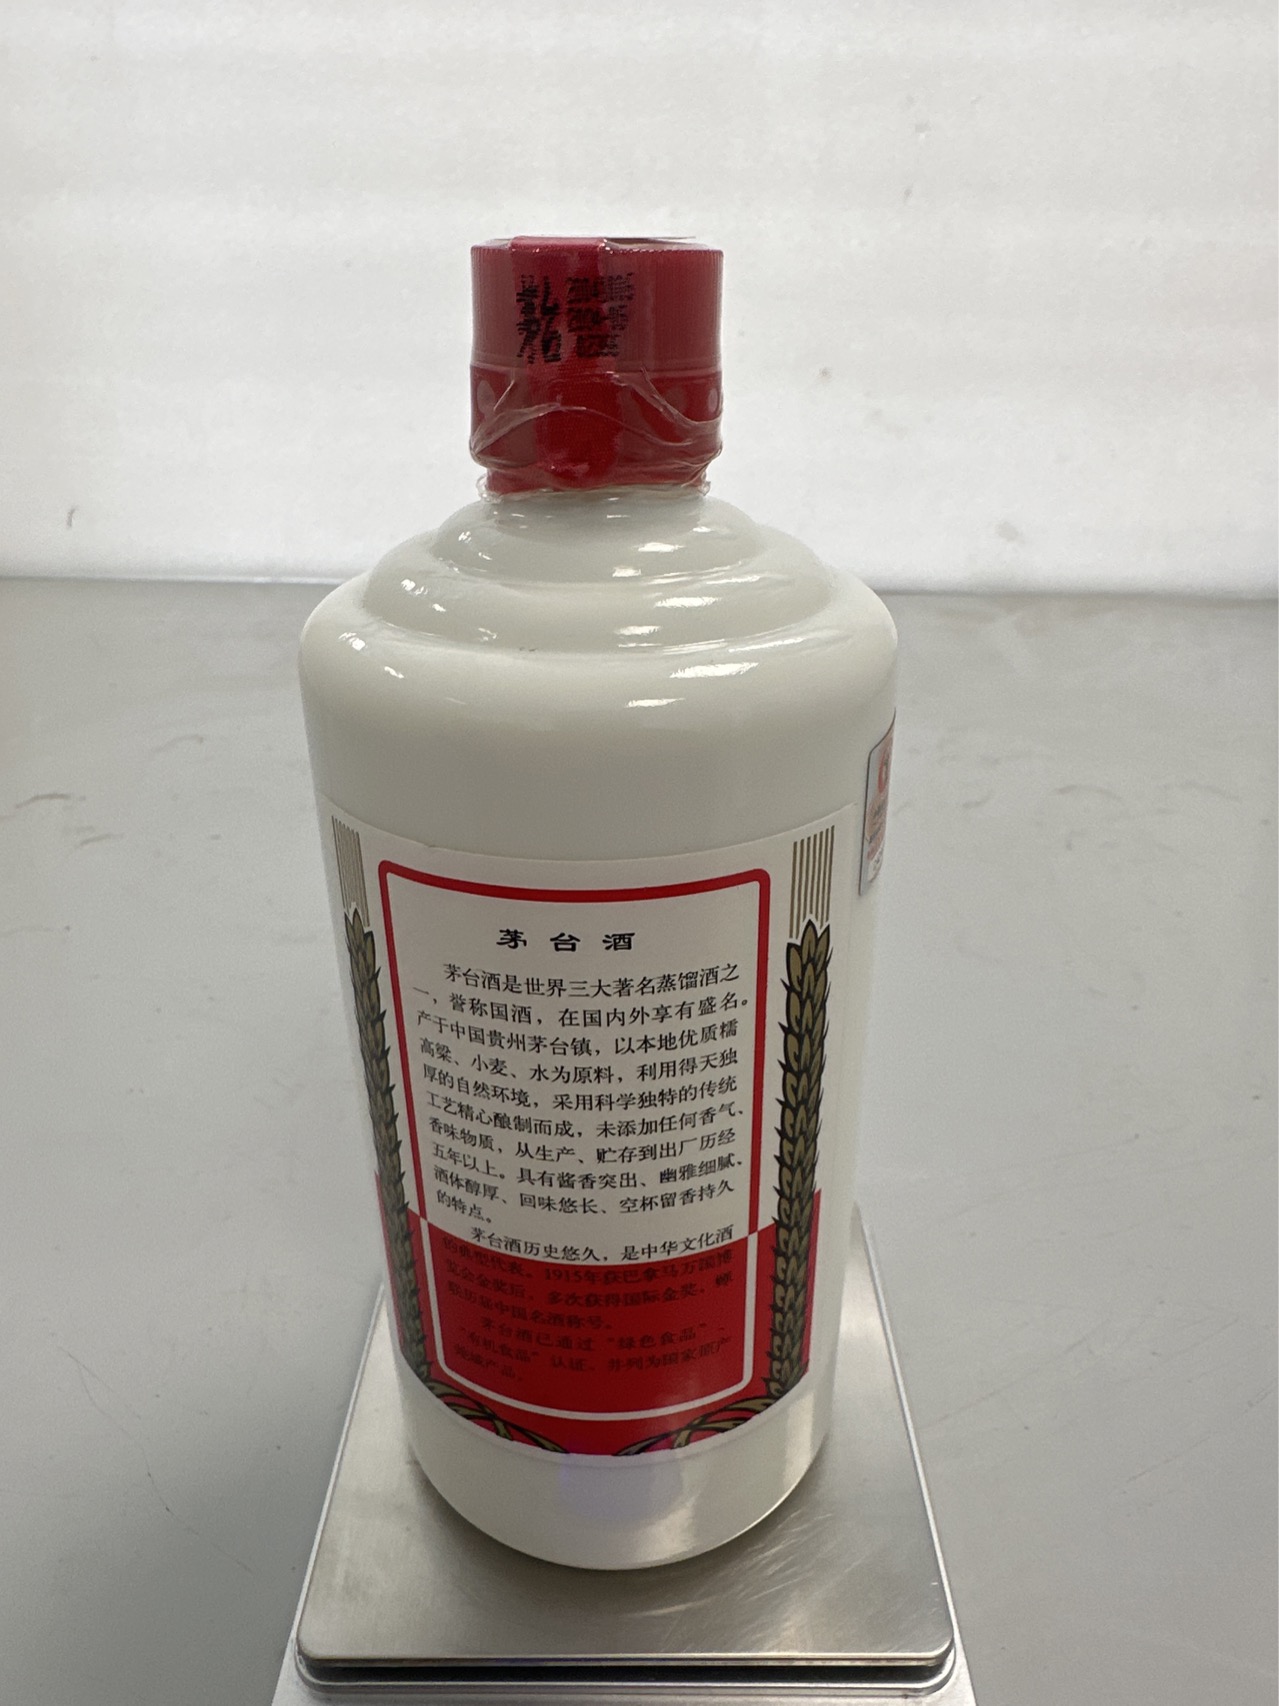 茅台
茅台酒
茅台酒是世界三大著名蒸馏酒之
一，誉称国酒，在国内外享有盛名。
产于中国贵州茅台镇，以本地优质糯
高粱、小麦、水为原料，利用得天独
厚的自然环境，采用科学独特的传统
工艺精心酿制而成，未添加任何香气、
香味物质，从生产、贮存到出厂历经
五年以上。具有酱香突出、幽雅细腻、
酒体醇厚、回味悠长、空杯留香持久
的特点。
茅台酒历史悠久，是中华文化酒
的典型代表。1915年获巴拿马万国博
览会金奖后，多次获得国际金奖，蝉
联历届中国名酒称号。
茅台酒已通过“绿色食品”、
“有机食品”认证，并列为国家原产
地域产品。